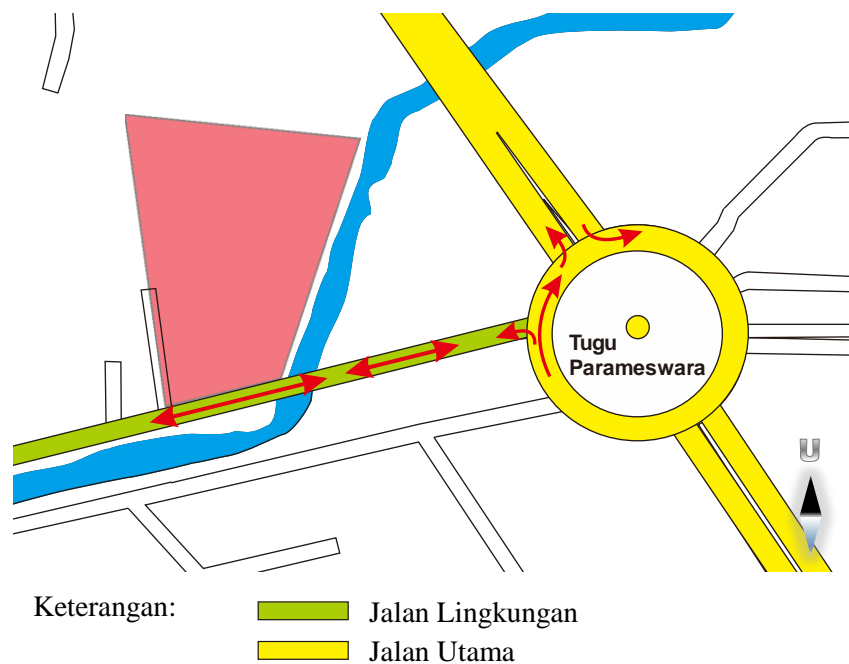 Tugu
Parameswara
U
Keterangan:
Jalan Lingkungan
Jalan Utama